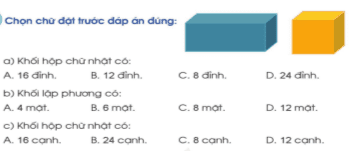 Chọn chữ đặt trước đáp án đúng:
a) Khối hộp chữ nhật có:
A. 16 đỉnh. B. 12 đỉnh. C. 8 đỉnh. D. 24 đỉnh.
b) Khối lập phương có:
A. 4 mặt. B. 6 mặt. C. 8 mặt. D. 12 mặt.
c) Khối hộp chữ nhật có:
A. 16 cạnh. B. 24 cạnh. C. 8 cạnh. D. 12 cạnh.